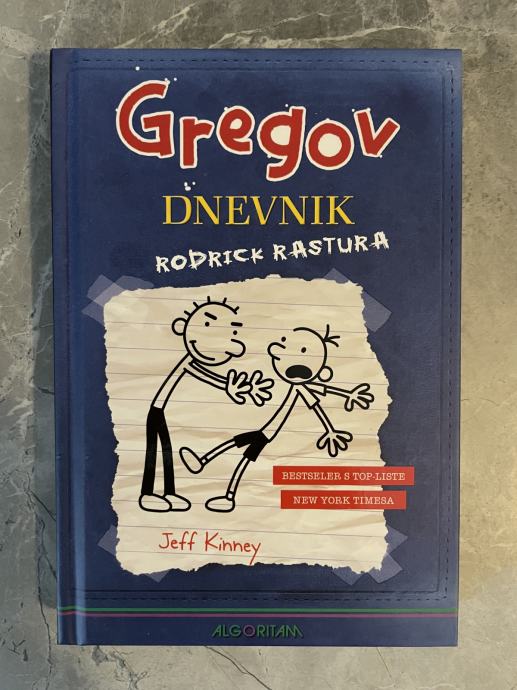 Gregov
DNEVNIK
RODRICK RASTURA
BESTSELER S TOP-LISTE
NEW YORK TIMESA
Jeff Kinney
ALGORITAM